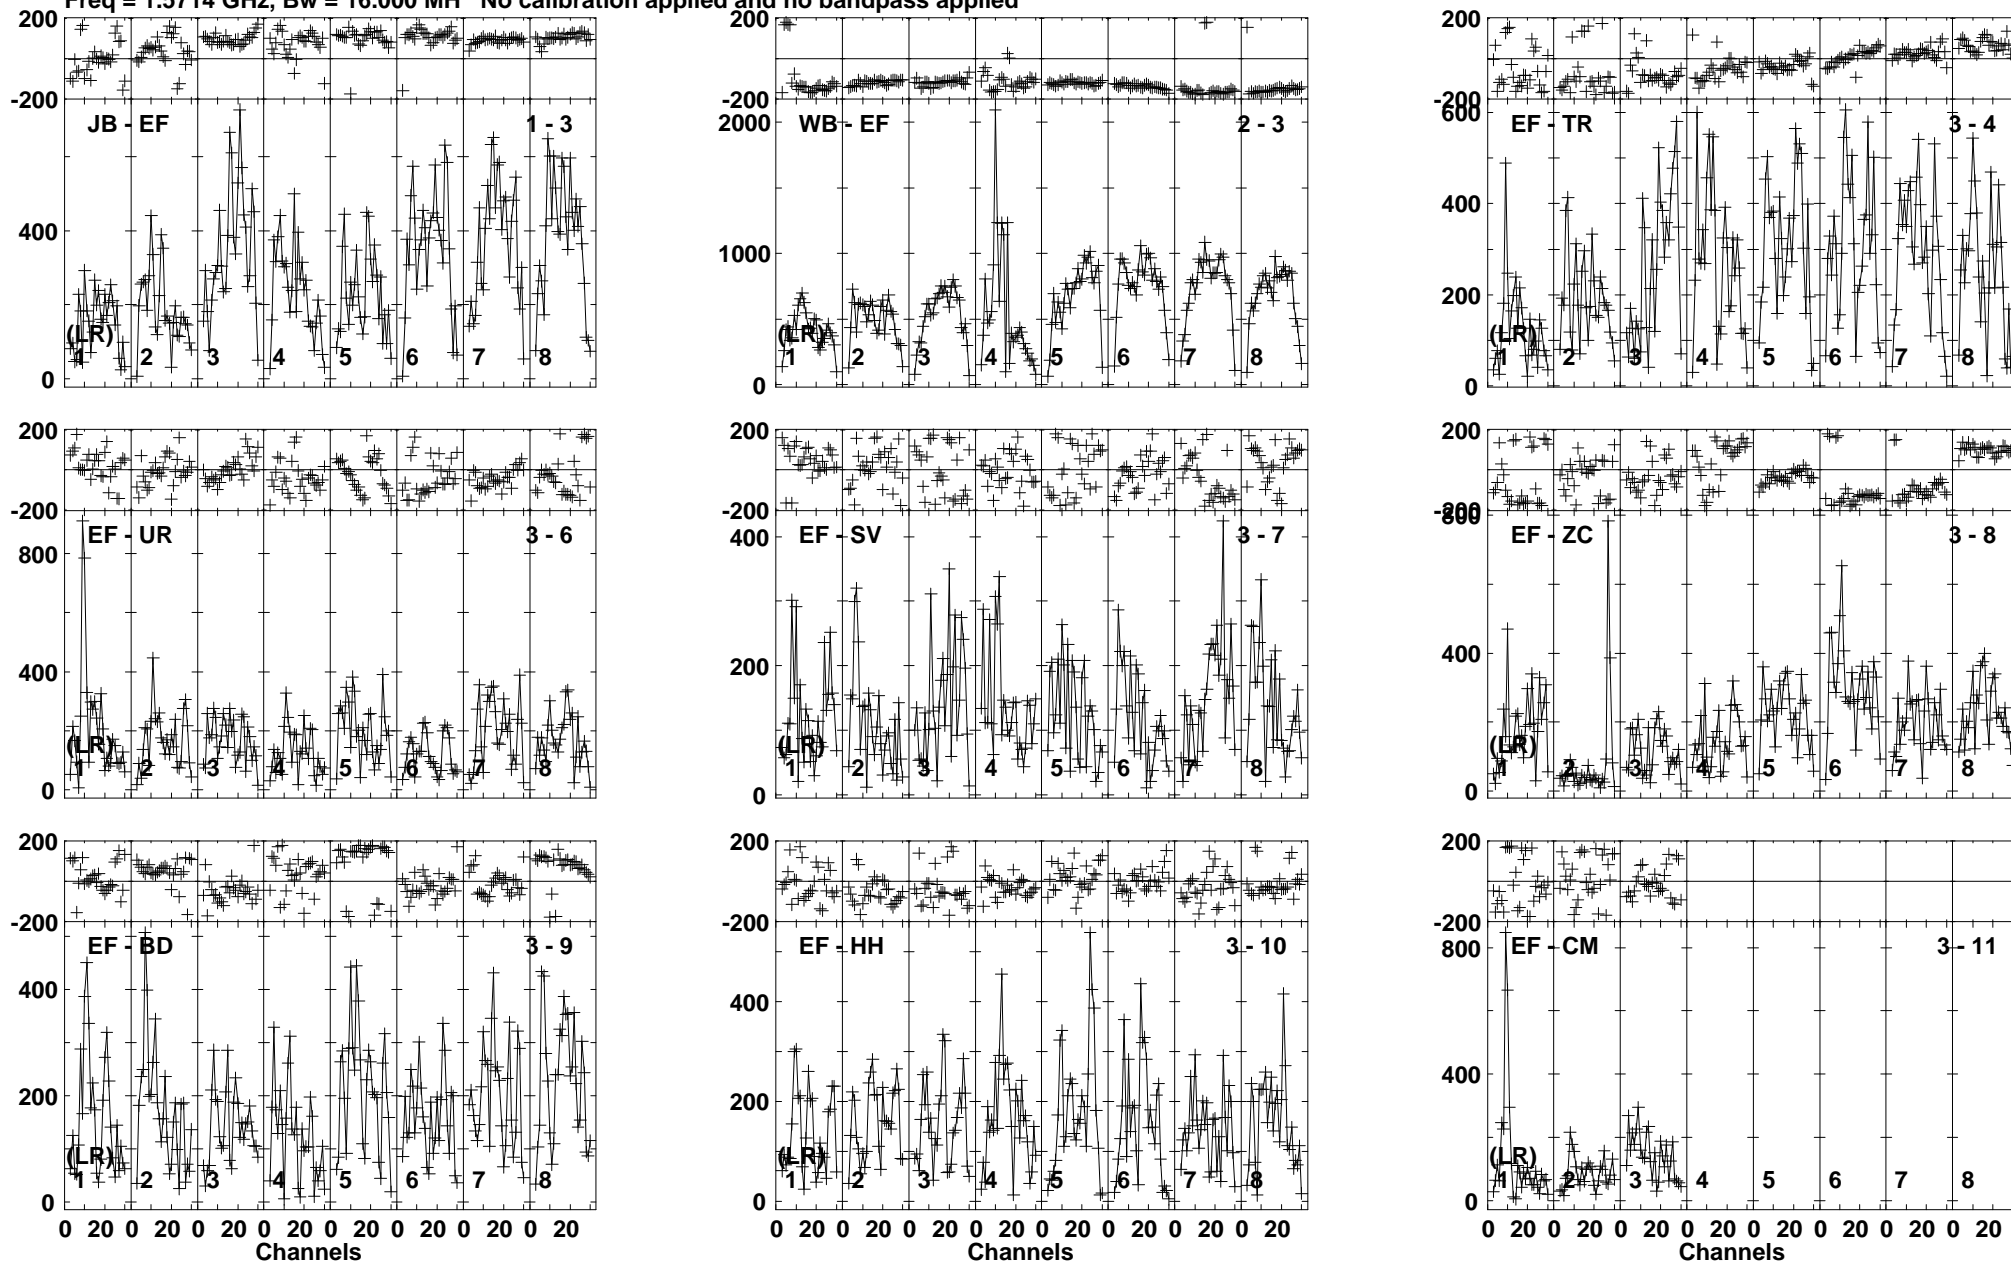 Freq = 1.5714 GHz, Bw = 16.000 MH No calibration applied and no bandpass applied
200 200 200
-200 -200 -200
JB - EF 1 - 3 WB - EF 2 - 3 EF - TR 3 - 4
2000 600
400 1000 400
200
(LR) (LR) (LR)
1 2 3 4 5 6 7 8 1 2 3 4 5 6 7 8 1 2 3 4 5 6 7 8
0 0 0
200 200 200
-200 -200 -200
EF - UR 3 - 6 EF - SV 3 - 7 EF - ZC 3 - 8
800 400 800
400 200 400
(LR) (LR) (LR)
1 2 3 4 5 6 7 8 1 2 3 4 5 6 7 8 1 2 3 4 5 6 7 8
0 0 0
200 200 200
-200 -200 -200
EF - BD 3 - 9 EF - HH 3 - 10 EF - CM 3 - 11
400 400 800
200 200 400
(LR) (LR) (LR)
1 2 3 4 5 6 7 8 1 2 3 4 5 6 7 8 1 2 3 4 5 6 7 8
0 0 0
0 20 0 20 0 20 0 20 0 20 0 20 0 20 0 20 0 20 0 20 0 20 0 20 0 20 0 20 0 20 0 20 0 20 0 20 0 20 0 20 0 20 0 20 0 20 0 20
Channels Channels Channels